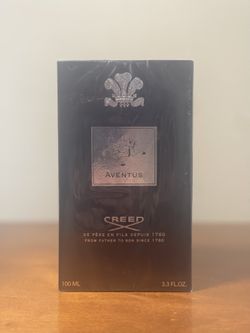 AVENTUS
CREED
DE PÈRE EN FILS DEPUIS 1760
FROM FATHER TO SON SINCE 1760
100 ML 3.3 FL.OZ.